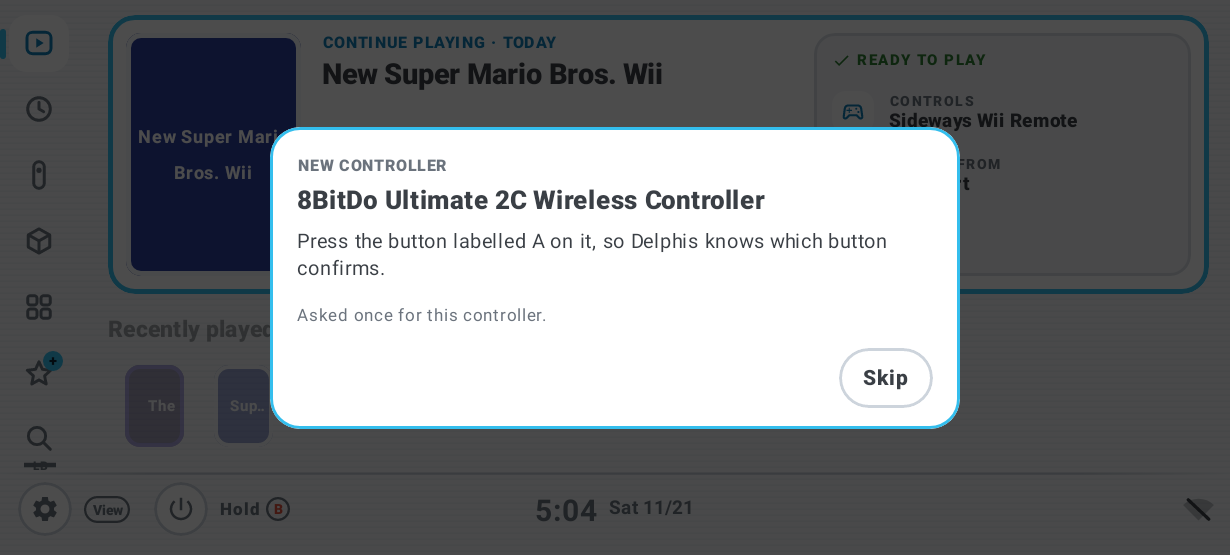 CONTINUE PLAYING · TODAY
New Super Mario Bros. Wii
READY TO PLAY
CONTROLS
Sideways Wii Remote
FROM
New Super Mari
Bros. Wii
NEW CONTROLLER
8BitDo Ultimate 2C Wireless Controller
Press the button labelled A on it, so Delphis knows which button
confirms.
Asked once for this controller.
Skip
Recently played
The
Sup..
View
Hold B
5:04 Sat 11/21